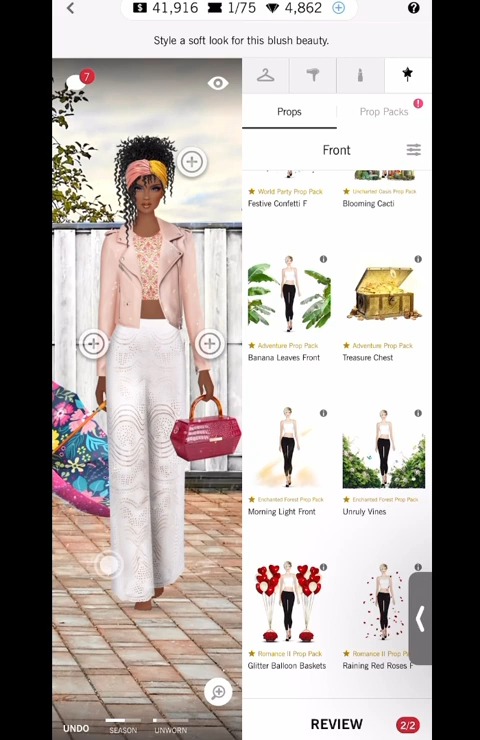 41,916 1/75 4,862 ?
Style a soft look for this blush beauty.
7
Props
Prop Packs
!
Front
World Party Prop Pack
Festive Confetti F
Uncharted Oasis Prop Pack
Blooming Cacti
Adventure Prop Pack
Banana Leaves Front
Adventure Prop Pack
Treasure Chest
Enchanted Forest Prop Pack
Morning Light Front
Enchanted Forest Prop Pack
Unruly Vines
Romance II Prop Pack
Glitter Balloon Baskets
Romance II Prop Pa
Raining Red Roses F
UNDO
SEASON
UNWORN
REVIEW
2/2